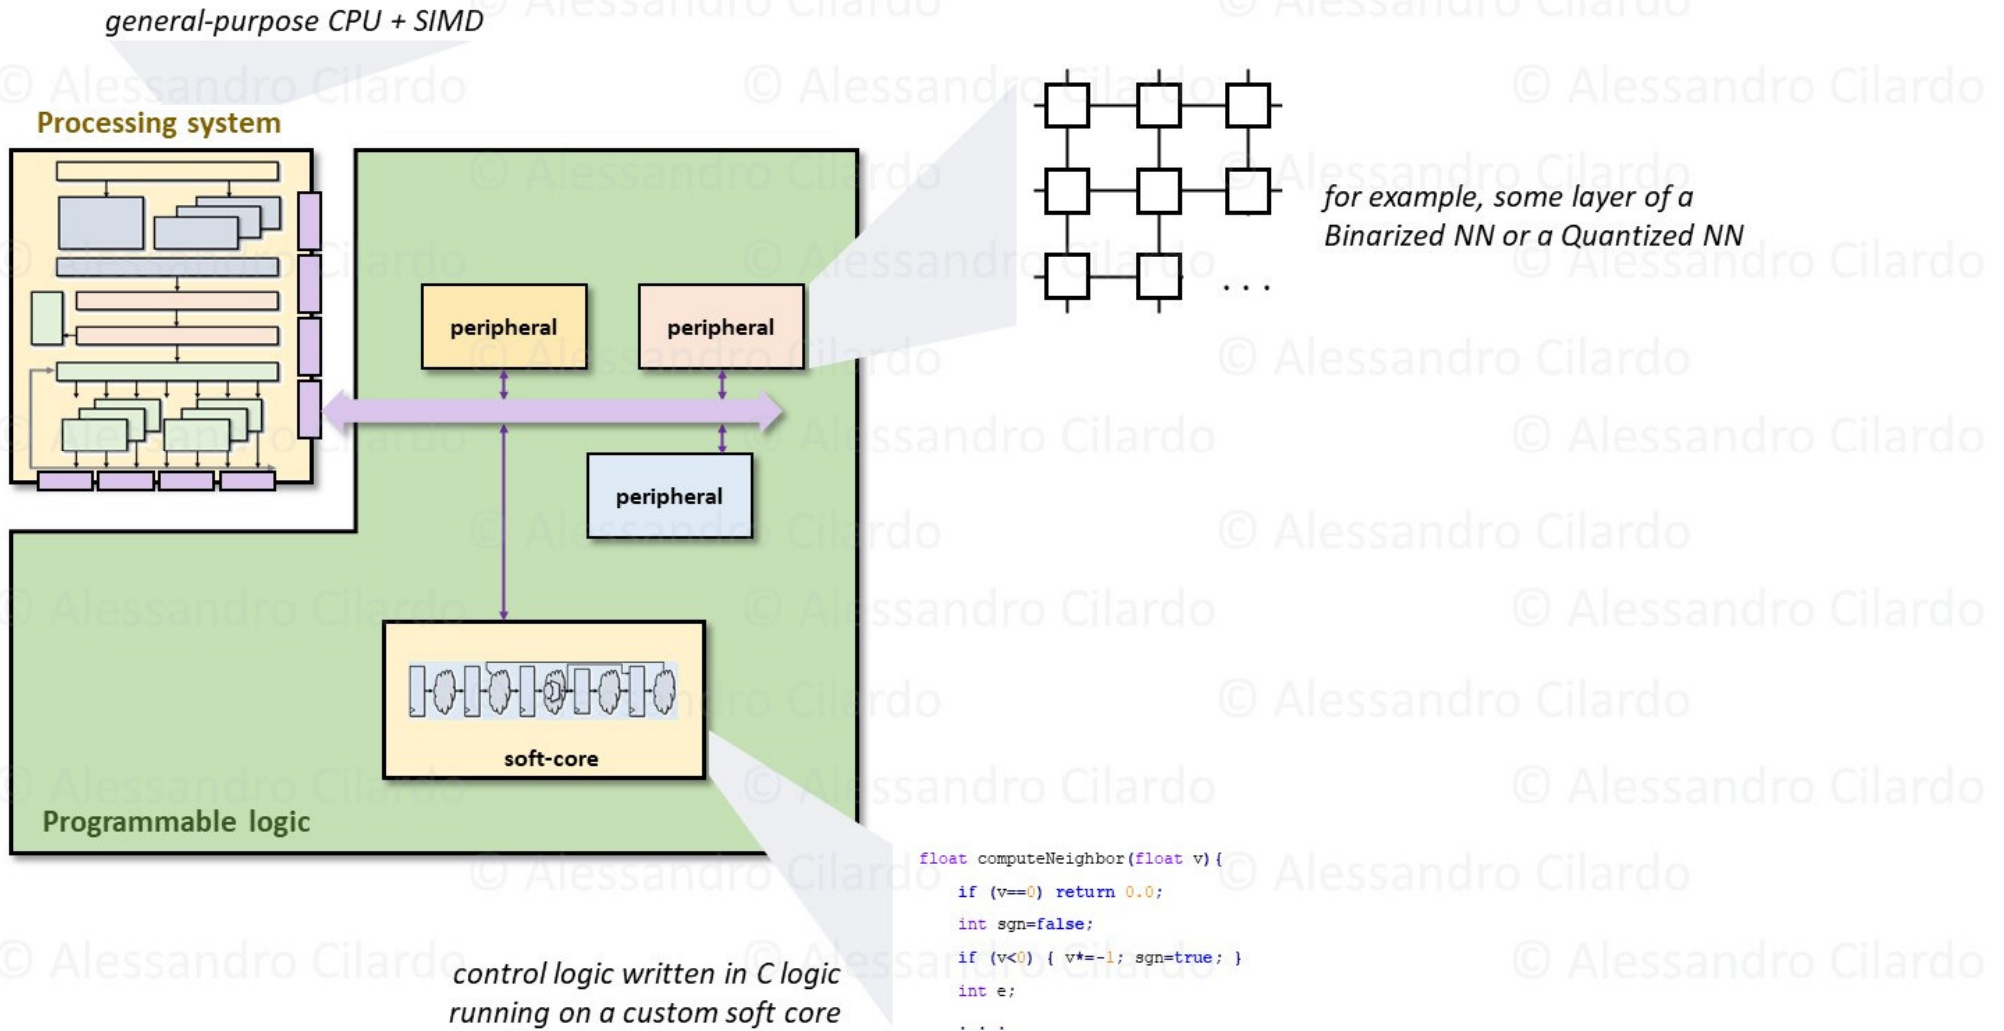 general-purpose CPU + SIMD
Processing system
for example, some layer of a
Binarized NN or a Quantized NN
. . .
peripheral
peripheral
peripheral
soft-core
Programmable logic
float computeNeighbor(float v){
if (v==0) return 0.0;
int sgn=false;
if (v<0) { v*=-1; sgn=true; }
int e;
. . .
control logic written in C logic
running on a custom soft core
© Alessandro Cilardo